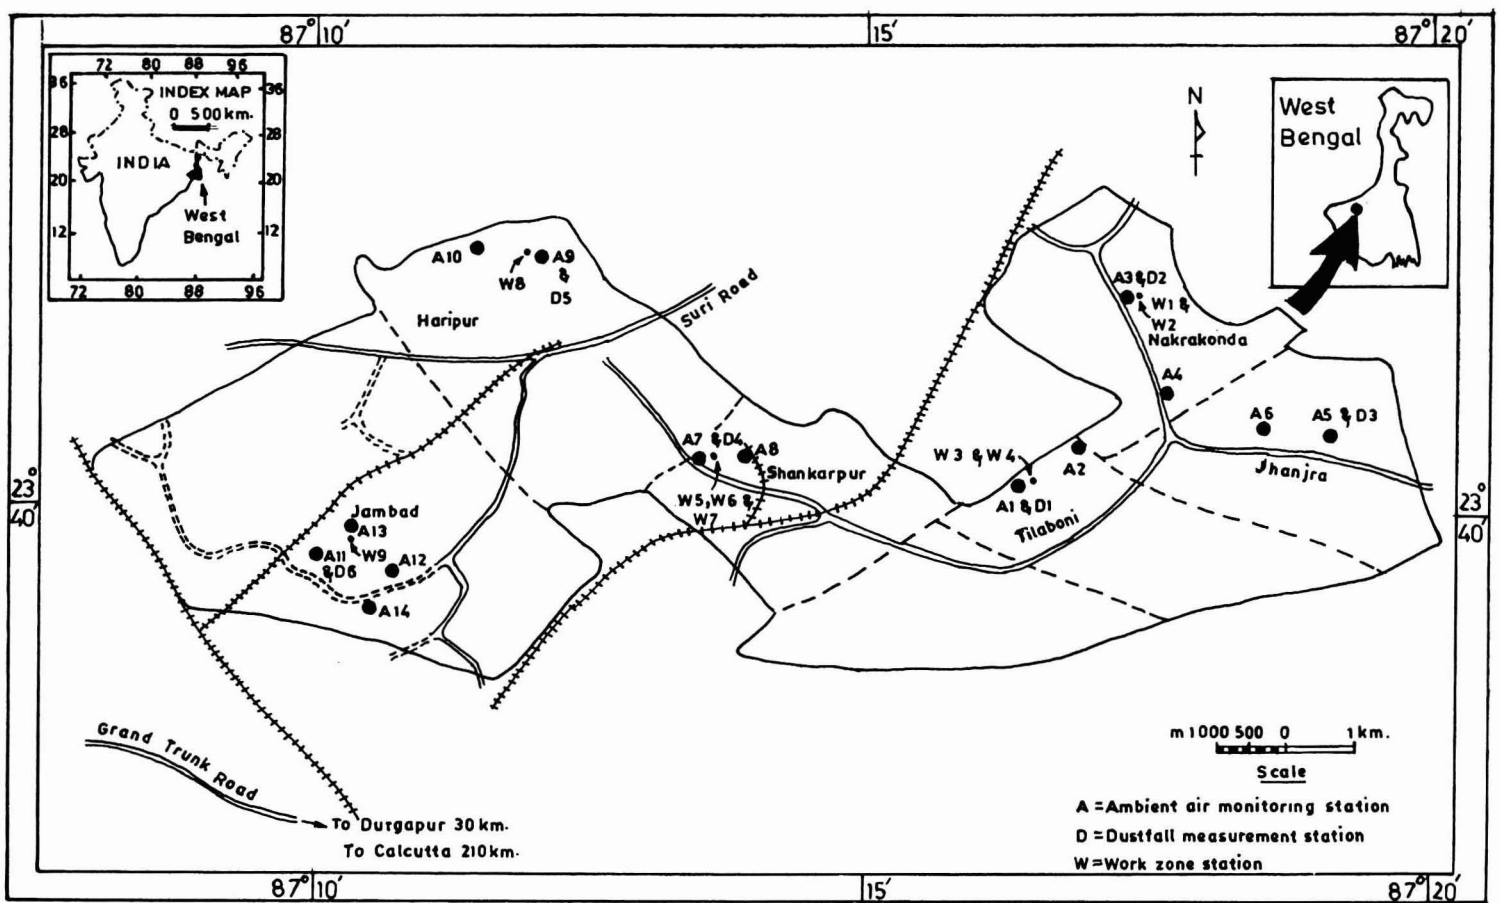 87° 10′
15′
87° 20′
72 80 88 96
36
36
INDEX MAP
0 500 km.
28
28
INDIA
20
20
West
Bengal
12
12
72 80 88 96
N
West
Bengal
A10
W8
A9
&
D5
Haripur
Suri Road
A3 & D2
W1 &
W2
Nakrakonda
A4
A6
A5 & D3
Jhanjra
A7 & D4
A8
Shankarpur
W5, W6 &
W7
W3 & W4
A2
A1 & D1
Tilaboni
23°
40′
23°
40′
Jambad
A13
W9
A11
& D6
A12
A14
Grand Trunk Road
To Durgapur 30 km.
To Calcutta 210 km.
m 1000 500 0 1 km.
Scale
A = Ambient air monitoring station
D = Dustfall measurement station
W = Work zone station
87° 10′
15′
87° 20′